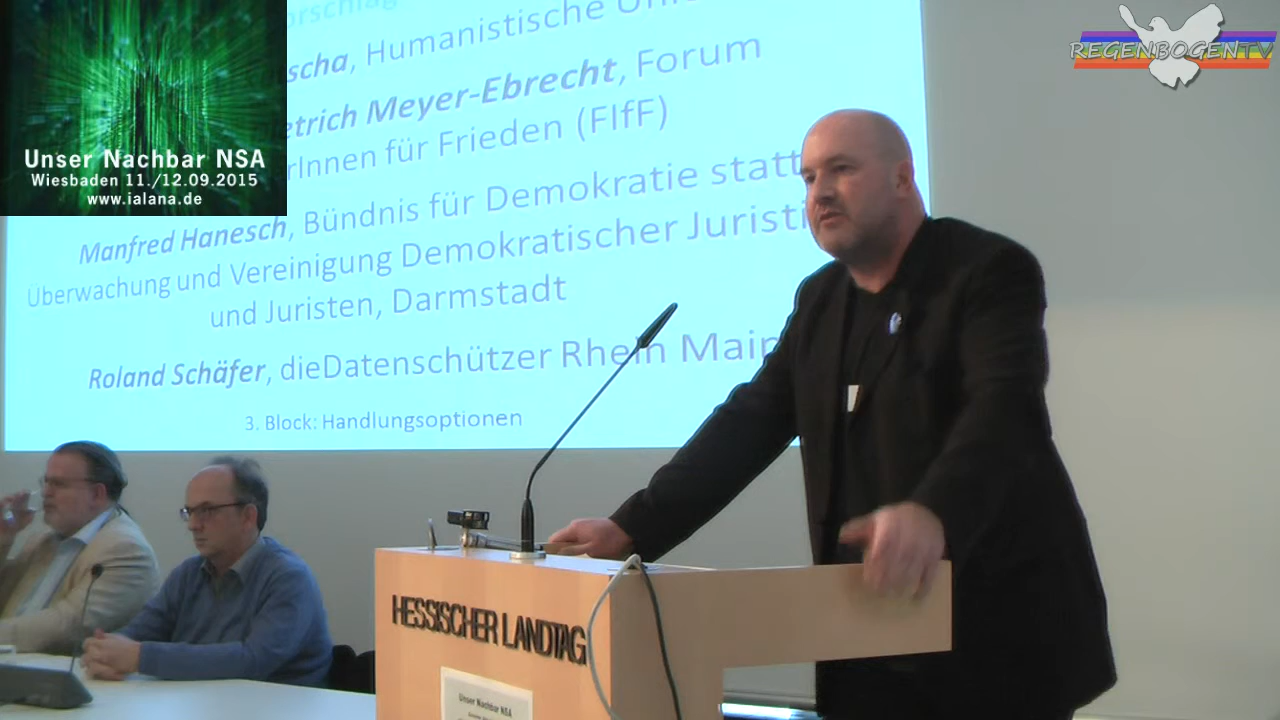 Unser Nachbar NSA
Wiesbaden 11./12.09.2015
www.ialana.de
REGENBOGENTV
orschlag
scha, Humanistische
etrich Meyer-Ebrecht, Forum
rInnen für Frieden (FIfF)
Manfred Hanesch, Bündnis für Demokratie statt
Überwachung und Vereinigung Demokratischer Juristi
und Juristen, Darmstadt
Roland Schäfer, dieDatenschützer Rhein Main
3. Block: Handlungsoptionen
HESSISCHER LANDTAG
Unser Nachbar NSA